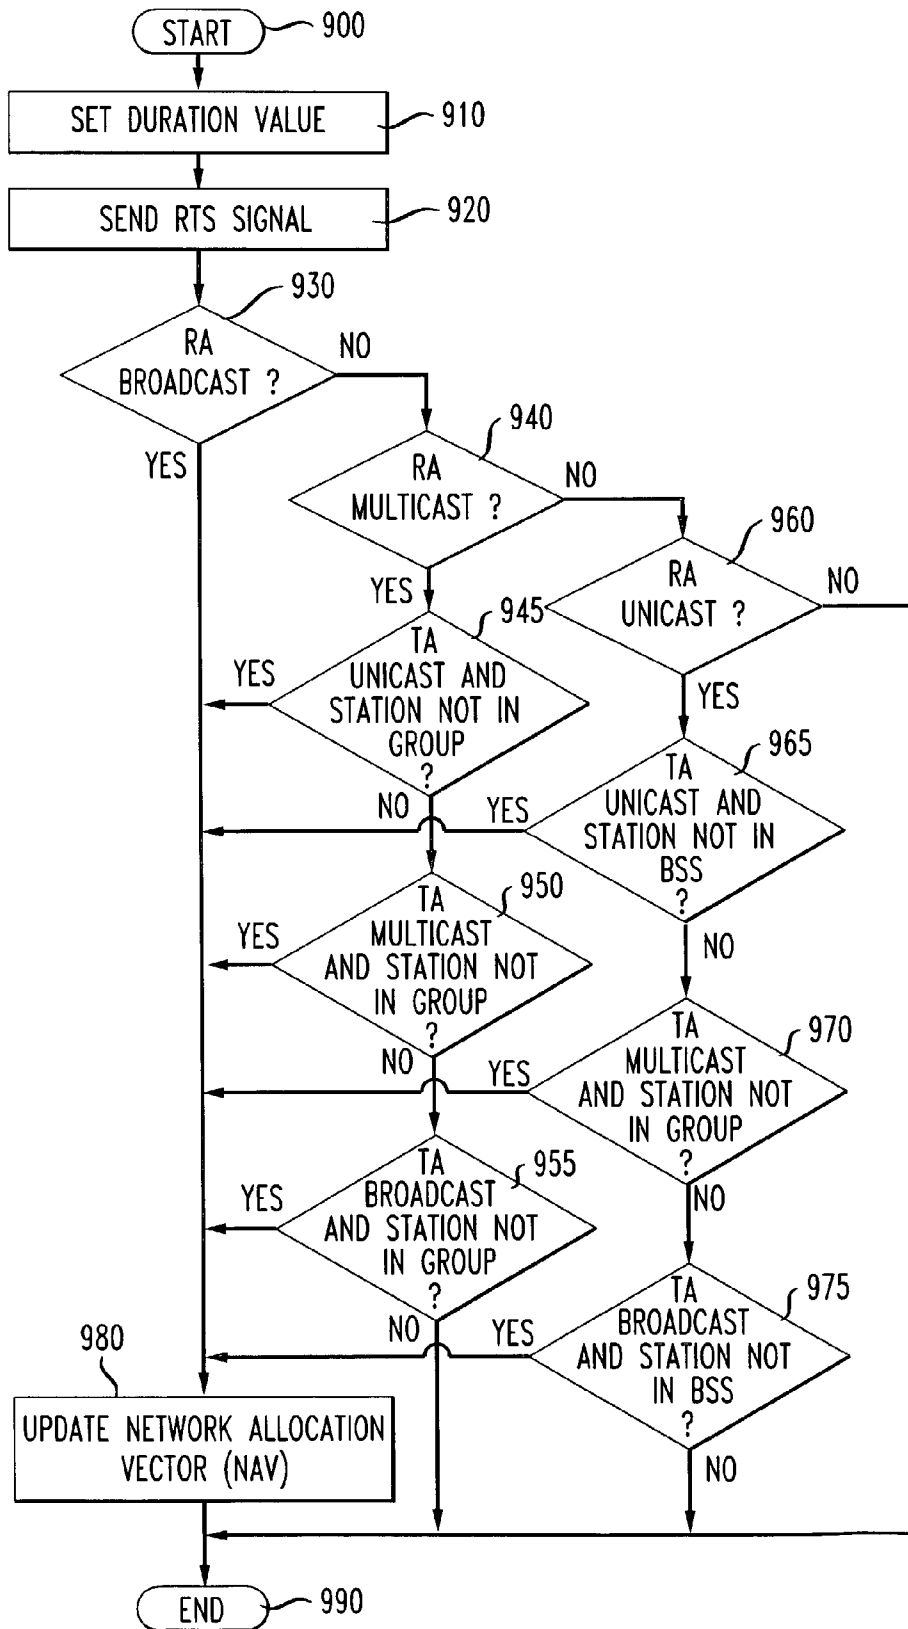 START
900
SET DURATION VALUE
910
SEND RTS SIGNAL
920
930
RA
BROADCAST ?
NO
YES
940
RA
MULTICAST ?
NO
YES
960
RA
UNICAST ?
NO
YES
945
TA
UNICAST AND
STATION NOT IN
GROUP
?
YES
NO
965
TA
UNICAST AND
STATION NOT IN
BSS
?
YES
NO
950
TA
MULTICAST
AND STATION NOT
IN GROUP
?
YES
NO
970
TA
MULTICAST
AND STATION NOT
IN GROUP
?
YES
NO
955
TA
BROADCAST
AND STATION NOT
IN GROUP
?
YES
NO
975
TA
BROADCAST
AND STATION NOT
IN BSS
?
YES
NO
980
UPDATE NETWORK ALLOCATION
VECTOR (NAV)
END
990